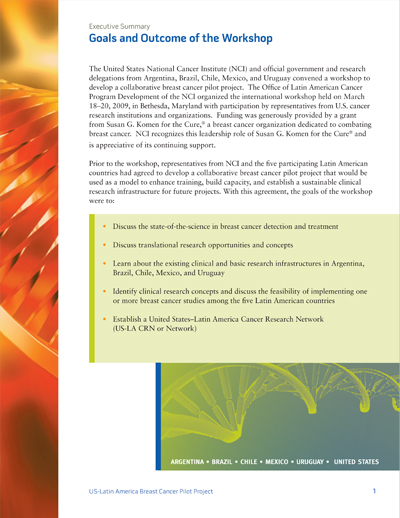 Executive Summary
Goals and Outcome of the Workshop
The United States National Cancer Institute (NCI) and official government and research
delegations from Argentina, Brazil, Chile, Mexico, and Uruguay convened a workshop to
develop a collaborative breast cancer pilot project. The Office of Latin American Cancer
Program Development of the NCI organized the international workshop held on March
18–20, 2009, in Bethesda, Maryland with participation by representatives from U.S. cancer
research institutions and organizations. Funding was generously provided by a grant
from Susan G. Komen for the Cure,® a breast cancer organization dedicated to combating
breast cancer. NCI recognizes this leadership role of Susan G. Komen for the Cure® and
is appreciative of its continuing support.
Prior to the workshop, representatives from NCI and the five participating Latin American
countries had agreed to develop a collaborative breast cancer pilot project that would be
used as a model to enhance training, build capacity, and establish a sustainable clinical
research infrastructure for future projects. With this agreement, the goals of the workshop
were to:
• Discuss the state-of-the-science in breast cancer detection and treatment
• Discuss translational research opportunities and concepts
• Learn about the existing clinical and basic research infrastructures in Argentina,
Brazil, Chile, Mexico, and Uruguay
• Identify clinical research concepts and discuss the feasibility of implementing one
or more breast cancer studies among the five Latin American countries
• Establish a United States–Latin America Cancer Research Network
(US-LA CRN or Network)
ARGENTINA • BRAZIL • CHILE • MEXICO • URUGUAY • UNITED STATES
US-Latin America Breast Cancer Pilot Project 1